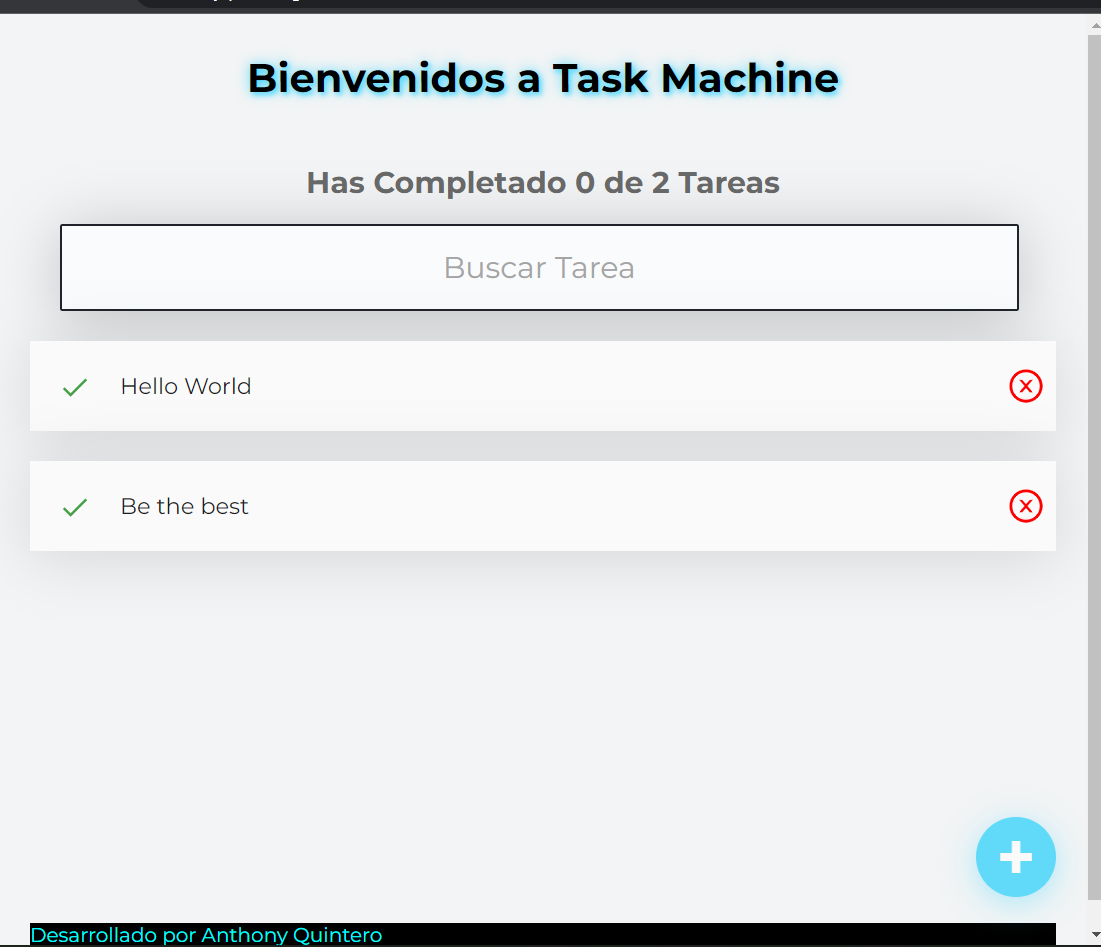 Bienvenidos a Task Machine
Has Completado 0 de 2 Tareas
Buscar Tarea
Hello World
Be the best
Desarrollado por Anthony Quintero